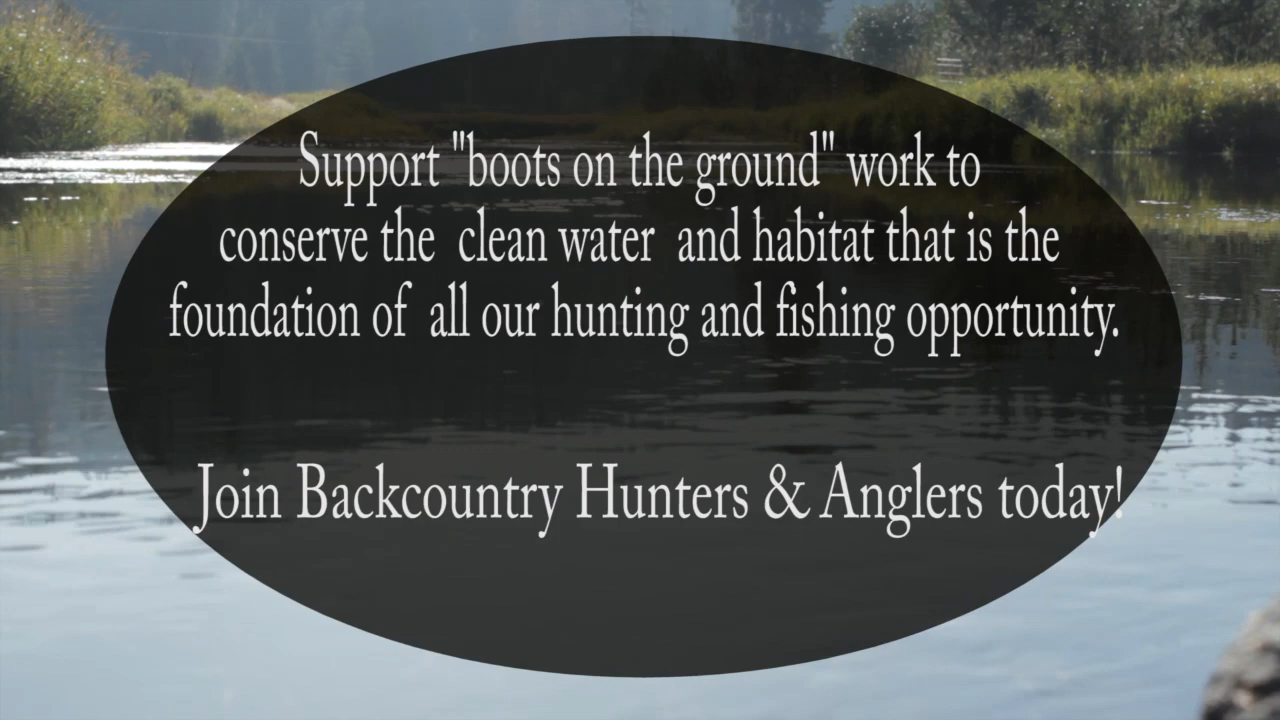 Support "boots on the ground" work to
conserve the clean water and habitat that is the
foundation of all our hunting and fishing opportunity.
Join Backcountry Hunters & Anglers today!